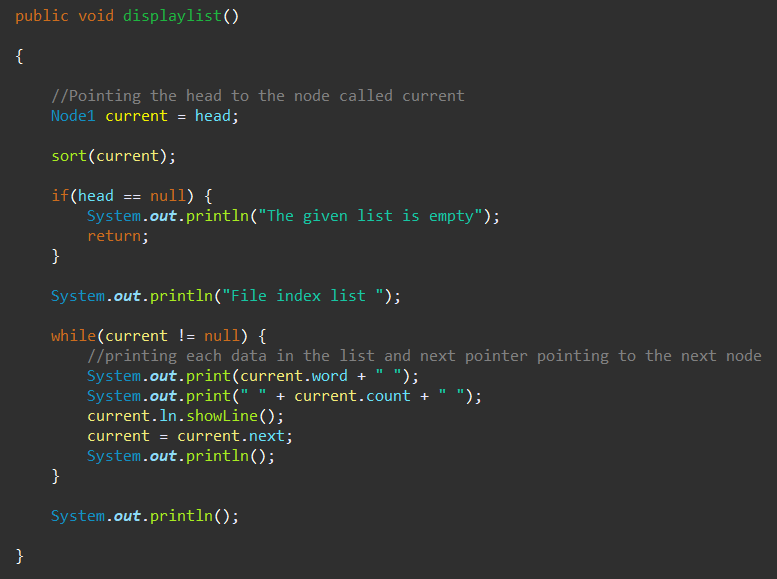 public void displaylist()
{
//Pointing the head to the node called current
Node1 current = head;
sort(current);
if(head == null) {
System.out.println("The given list is empty");
return;
}
System.out.println("File index list ");
while(current != null) {
//printing each data in the list and next pointer pointing to the next node
System.out.print(current.word + " ");
System.out.print(" " + current.count + " ");
current.ln.showLine();
current = current.next;
System.out.println();
}
System.out.println();
}